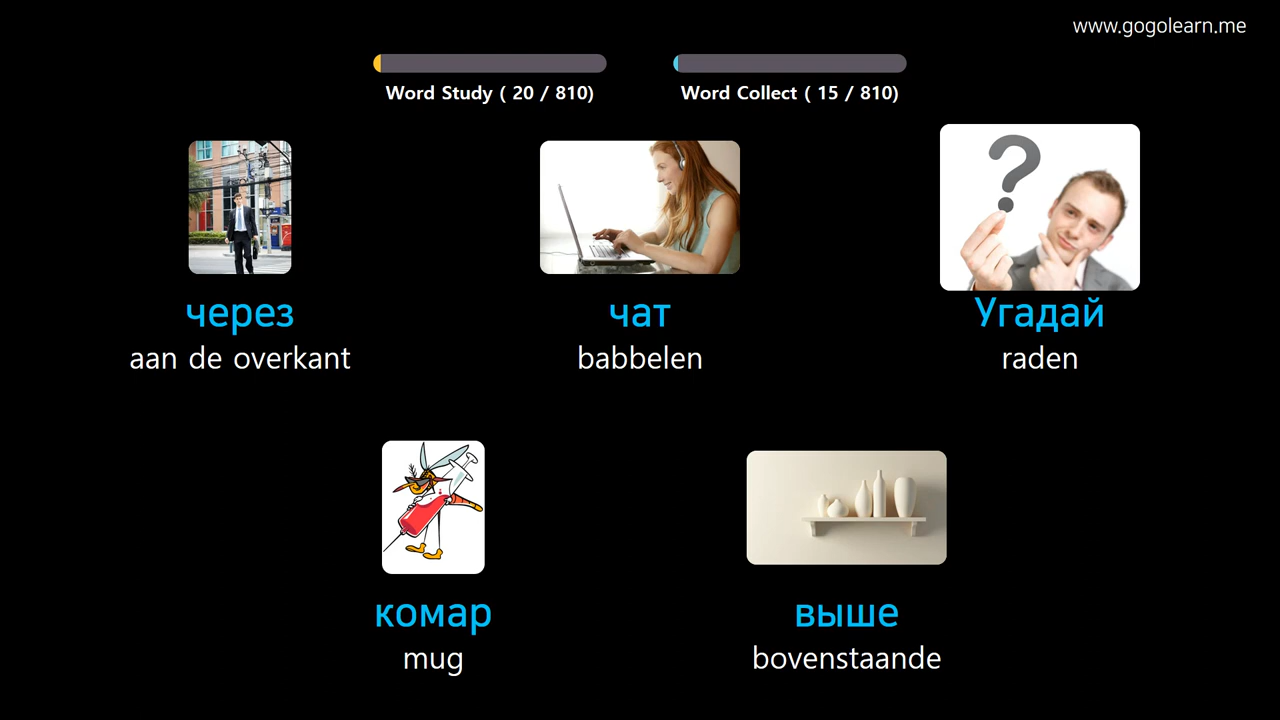 www.gogolearn.me
Word Study ( 20 / 810)
Word Collect ( 15 / 810)
через
aan de overkant
чат
babbelen
Угадай
raden
комар
mug
выше
bovenstaande